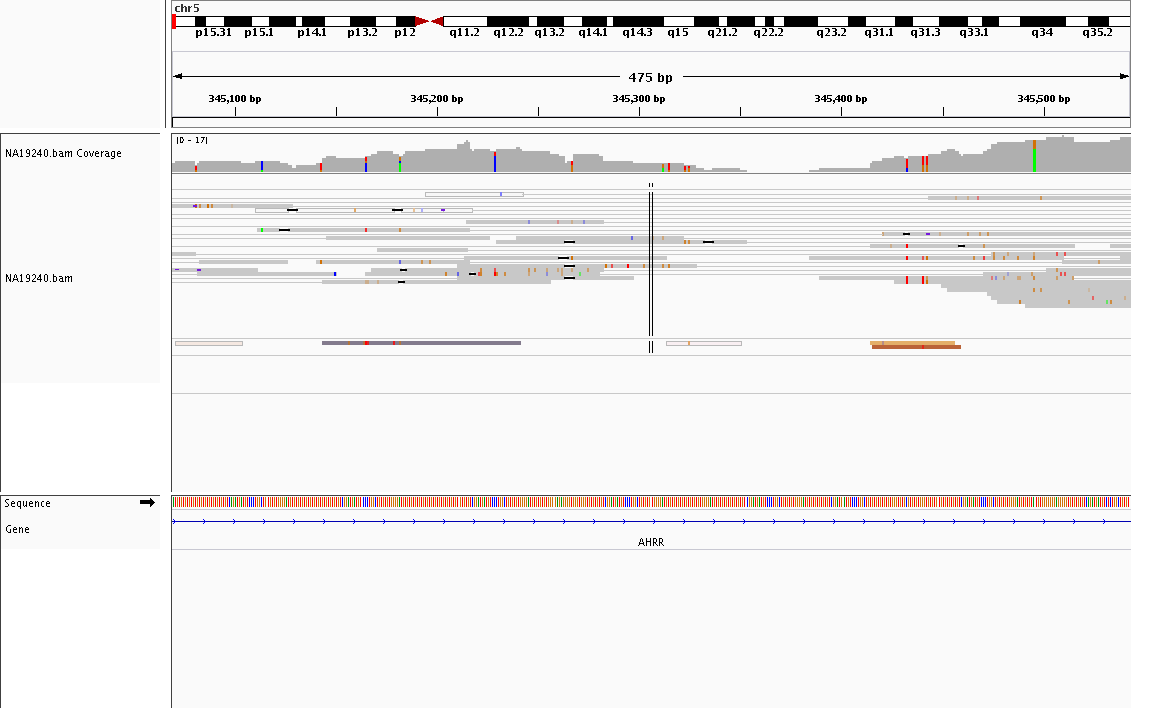 chr5
p15.31 p15.1 p14.1 p13.2 p12 q11.2 q12.2 q13.2 q14.1 q14.3 q15 q21.2 q22.2 q23.2 q31.1 q31.3 q33.1 q34 q35.2
475 bp
345,100 bp 345,200 bp 345,300 bp 345,400 bp 345,500 bp
[0 - 17]
NA19240.bam Coverage
NA19240.bam
Sequence
Gene
AHRR